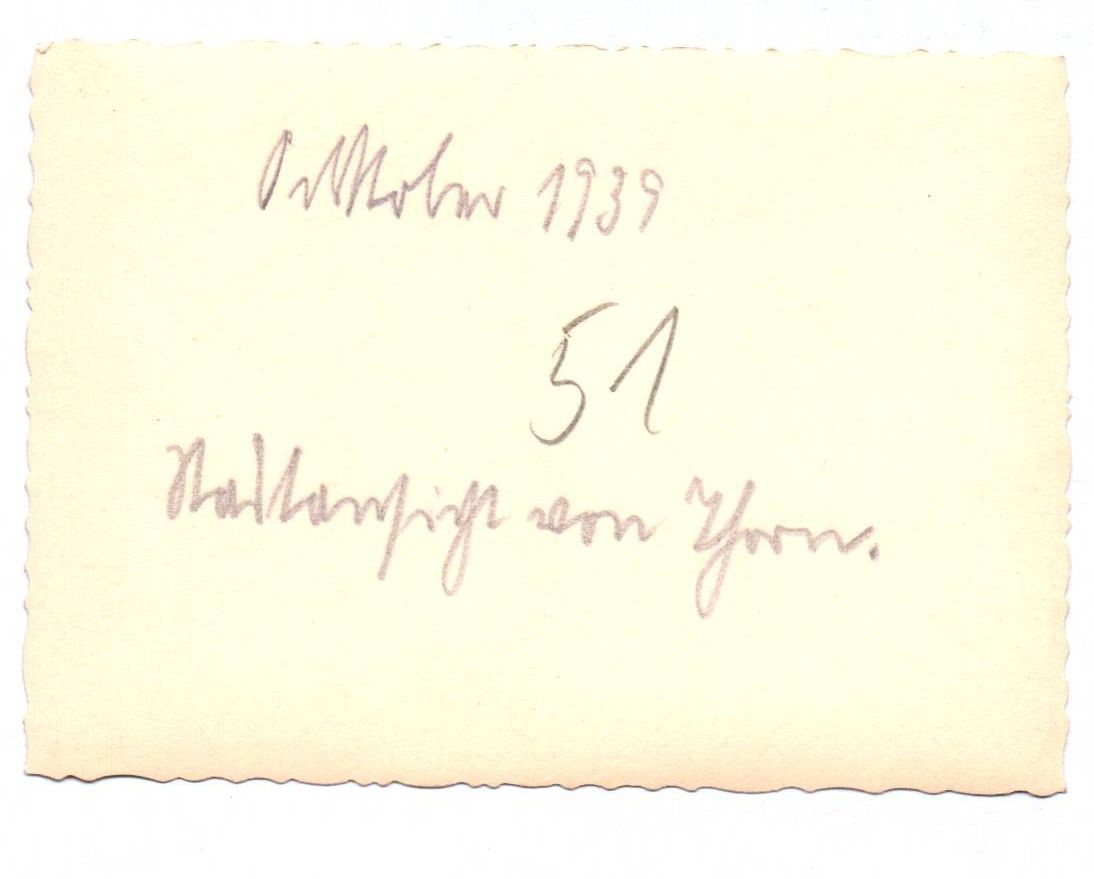 Oktober 1939
51
Stadtansicht von Thorn.